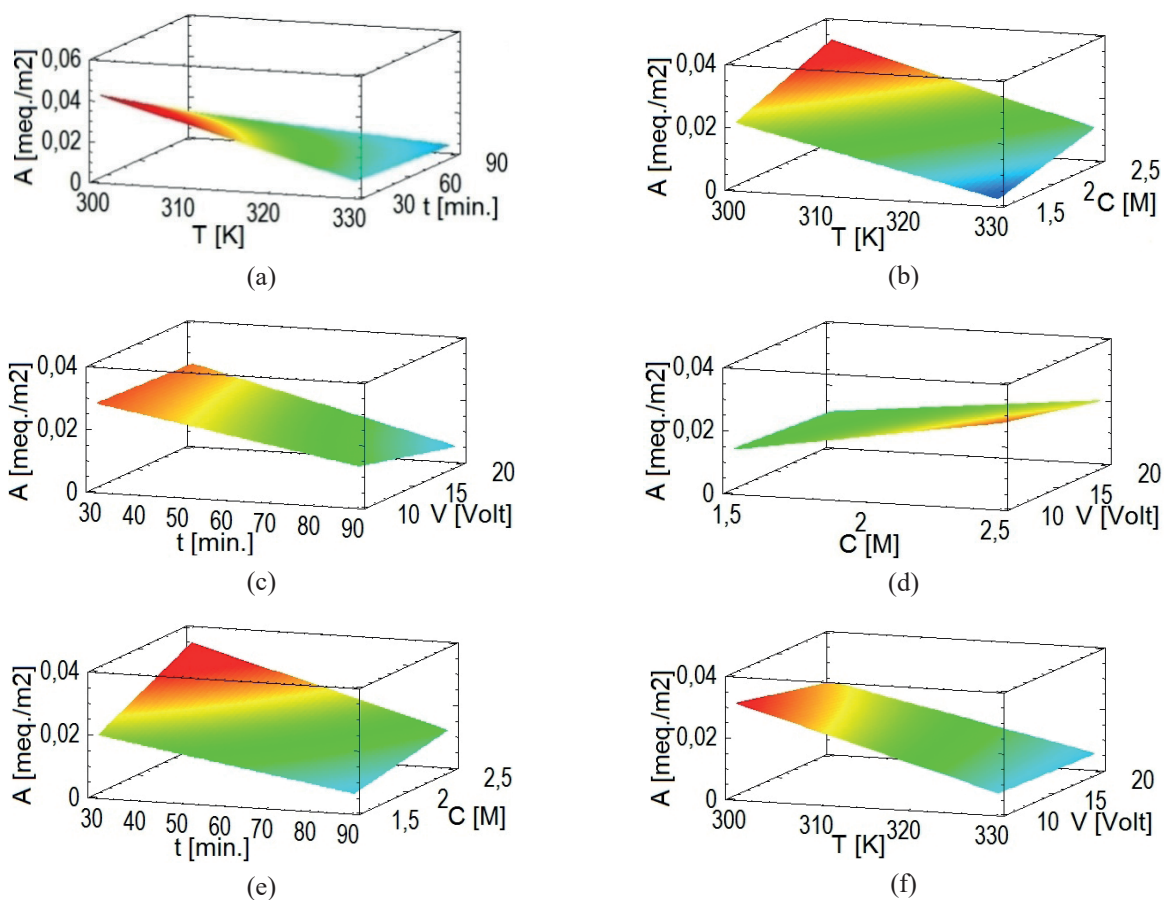 A [meq./m2]
0,06
0,04
0,02
0
300
310
320
330
T [K]
30
60
90
t [min.]
(a)
A [meq./m2]
0,04
0,02
0
300
310
320
330
T [K]
1,5
2
2,5
C [M]
(b)
A [meq./m2]
0,04
0,02
0
30 40 50 60 70 80 90
t [min.]
10
15
20
V [Volt]
(c)
A [meq./m2]
0,04
0,02
0
1,5
2
2,5
C [M]
10
15
20
V [Volt]
(d)
A [meq./m2]
0,04
0,02
0
30 40 50 60 70 80 90
t [min.]
1,5
2
2,5
C [M]
(e)
A [meq./m2]
0,04
0,02
0
300
310
320
330
T [K]
10
15
20
V [Volt]
(f)